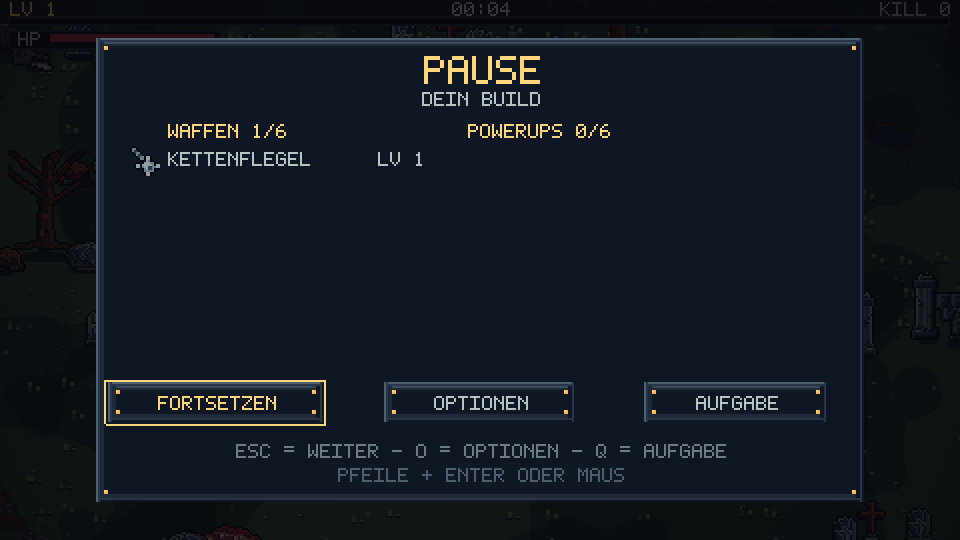 LV 1 00:04 KILL 0
HP
PAUSE
DEIN BUILD
WAFFEN 1/6 POWERUPS 0/6
KETTENFLEGEL LV 1
FORTSETZEN OPTIONEN AUFGABE
ESC = WEITER - O = OPTIONEN - Q = AUFGABE
PFEILE + ENTER ODER MAUS